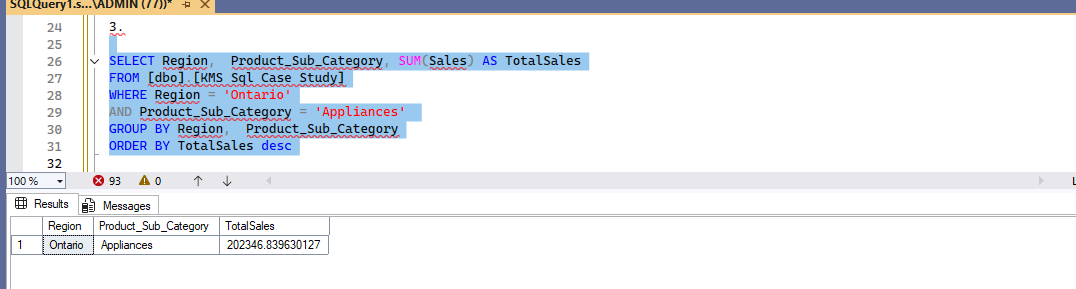 SQLQuery1.s...\ADMIN (77))*
24 3.
25
26 SELECT Region,  Product_Sub_Category, SUM(Sales) AS TotalSales
27 FROM [dbo].[KMS Sql Case Study]
28 WHERE Region = 'Ontario'
29 AND Product_Sub_Category = 'Appliances'
30 GROUP BY Region,  Product_Sub_Category
31 ORDER BY TotalSales desc
32
100 % 93 0
Results Messages
Region Product_Sub_Category TotalSales
1 Ontario Appliances 202346.839630127